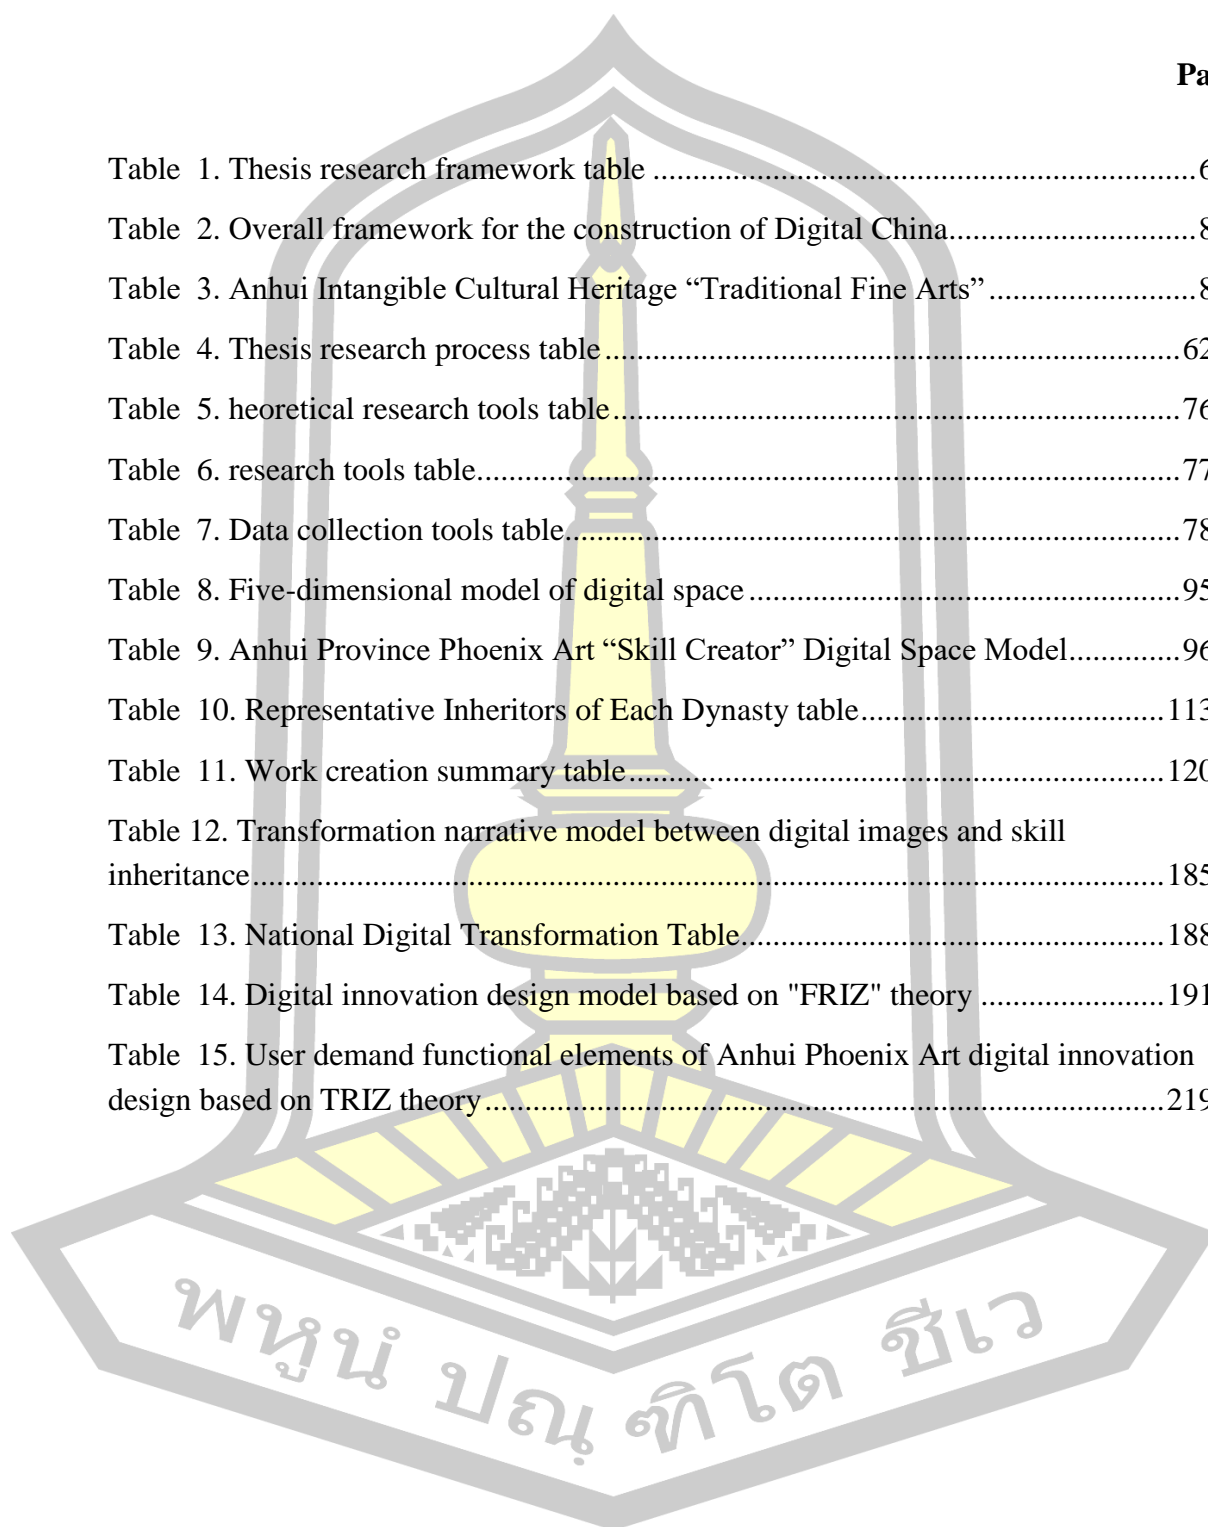 Pa
Table 1. Thesis research framework table ........................................................................6
Table 2. Overall framework for the construction of Digital China.................................8
Table 3. Anhui Intangible Cultural Heritage “Traditional Fine Arts” ...........................8
Table 4. Thesis research process table ............................................................................62
Table 5. heoretical research tools table ...........................................................................76
Table 6. research tools table.............................................................................................77
Table 7. Data collection tools table..................................................................................78
Table 8. Five-dimensional model of digital space .........................................................95
Table 9. Anhui Province Phoenix Art “Skill Creator” Digital Space Model...............96
Table 10. Representative Inheritors of Each Dynasty table ........................................113
Table 11. Work creation summary table.......................................................................120
Table 12. Transformation narrative model between digital images and skill
inheritance .........................................................................................................................185
Table 13. National Digital Transformation Table........................................................188
Table 14. Digital innovation design model based on "FRIZ" theory ........................191
Table 15. User demand functional elements of Anhui Phoenix Art digital innovation
design based on TRIZ theory ..........................................................................................219
พหูนํ ปณฺฑิโต ชีเว